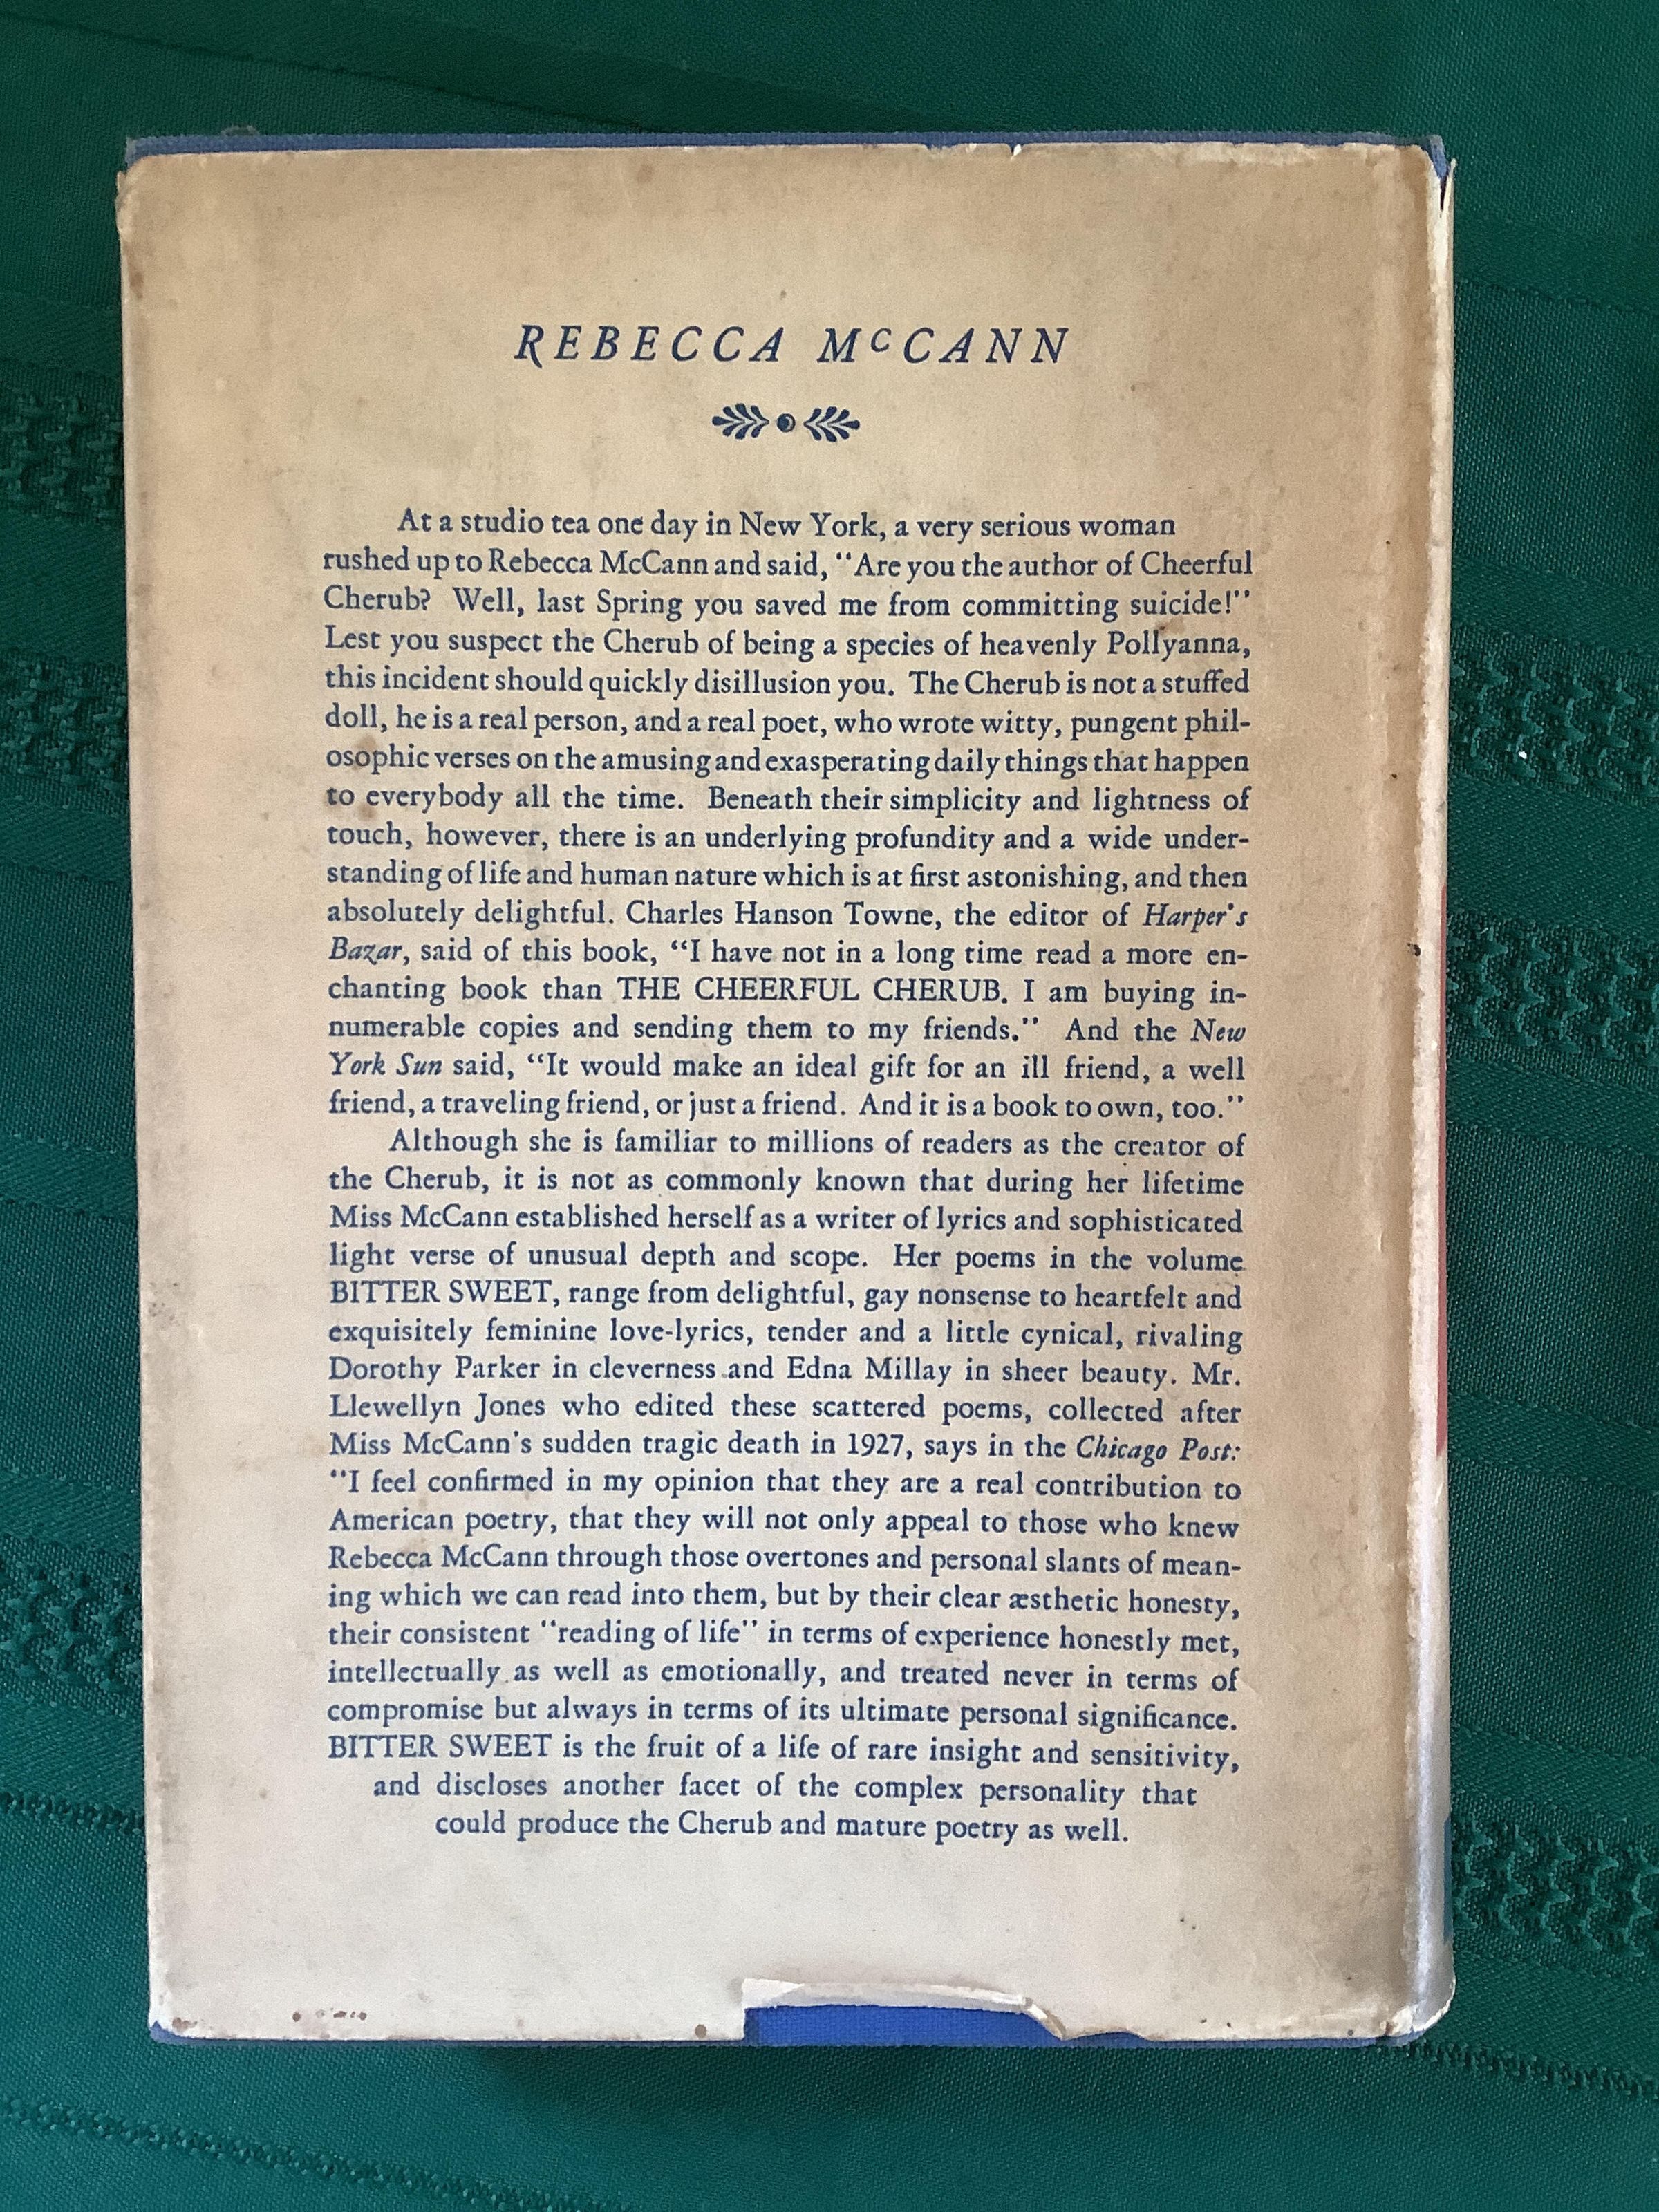 REBECCA McCANN
At a studio tea one day in New York, a very serious woman
rushed up to Rebecca McCann and said, "Are you the author of Cheerful
Cherub? Well, last Spring you saved me from committing suicide!"
Lest you suspect the Cherub of being a species of heavenly Pollyanna,
this incident should quickly disillusion you. The Cherub is not a stuffed
doll, he is a real person, and a real poet, who wrote witty, pungent phil-
osophic verses on the amusing and exasperating daily things that happen
to everybody all the time. Beneath their simplicity and lightness of
touch, however, there is an underlying profundity and a wide under-
standing of life and human nature which is at first astonishing, and then
absolutely delightful. Charles Hanson Towne, the editor of Harper's
Bazar, said of this book, "I have not in a long time read a more en-
chanting book than THE CHEERFUL CHERUB. I am buying in-
numerable copies and sending them to my friends." And the New
York Sun said, "It would make an ideal gift for an ill friend, a well
friend, a traveling friend, or just a friend. And it is a book to own, too."
Although she is familiar to millions of readers as the creator of
the Cherub, it is not as commonly known that during her lifetime
Miss McCann established herself as a writer of lyrics and sophisticated
light verse of unusual depth and scope. Her poems in the volume
BITTER SWEET, range from delightful, gay nonsense to heartfelt and
exquisitely feminine love-lyrics, tender and a little cynical, rivaling
Dorothy Parker in cleverness and Edna Millay in sheer beauty. Mr.
Llewellyn Jones who edited these scattered poems, collected after
Miss McCann's sudden tragic death in 1927, says in the Chicago Post:
"I feel confirmed in my opinion that they are a real contribution to
American poetry, that they will not only appeal to those who knew
Rebecca McCann through those overtones and personal slants of mean-
ing which we can read into them, but by their clear æsthetic honesty,
their consistent "reading of life" in terms of experience honestly met,
intellectually as well as emotionally, and treated never in terms of
compromise but always in terms of its ultimate personal significance.
BITTER SWEET is the fruit of a life of rare insight and sensitivity,
and discloses another facet of the complex personality that
could produce the Cherub and mature poetry as well.